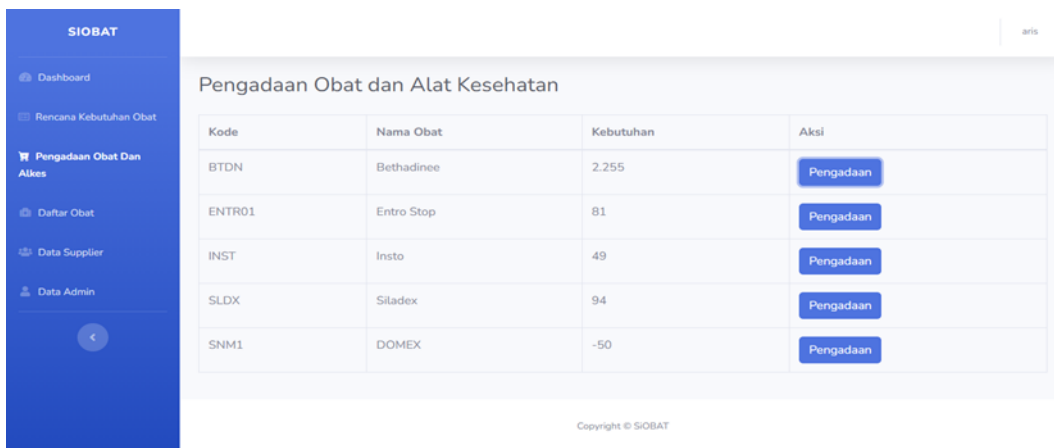 SIOBAT
aris
Dashboard
Rencana Kebutuhan Obat
Pengadaan Obat Dan
Alkes
Daftar Obat
Data Supplier
Data Admin
Pengadaan Obat dan Alat Kesehatan
Kode Nama Obat Kebutuhan Aksi
BTDN Bethadinee 2.255 Pengadaan
ENTR01 Entro Stop 81 Pengadaan
INST Insto 49 Pengadaan
SLDX Siladex 94 Pengadaan
SNM1 DOMEX -50 Pengadaan
Copyright © SiOBAT